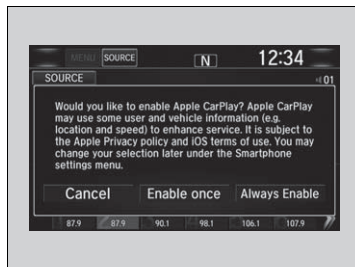 MENU SOURCE N 12:34
SOURCE 01
Would you like to enable Apple CarPlay? Apple CarPlay
may use some user and vehicle information (e.g.
location and speed) to enhance service. It is subject to
the Apple Privacy policy and iOS terms of use. You may
change your selection later under the Smartphone
settings menu.
Cancel Enable once Always Enable
87.9 87.9 90.1 98.1 106.1 107.9